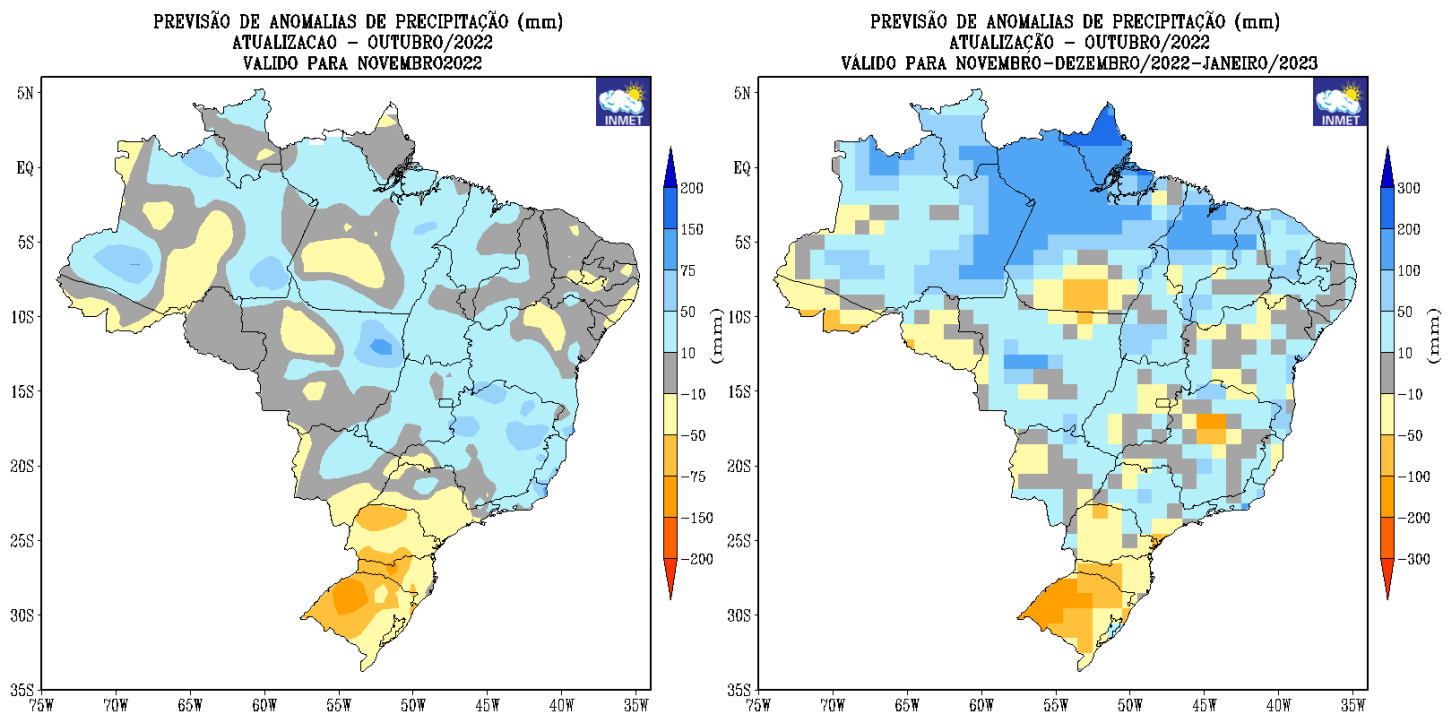 PREVISÃO DE ANOMALIAS DE PRECIPITAÇÃO (mm)
ATUALIZACAO - OUTUBRO/2022
VALIDO PARA NOVEMBRO2022
INMET
5N
EQ
5S
10S
15S
20S
25S
30S
35S
75W
70W
65W
60W
55W
50W
45W
40W
35W
200
150
75
50
10
-10
-50
-75
-150
-200
(mm)
PREVISÃO DE ANOMALIAS DE PRECIPITAÇÃO (mm)
ATUALIZAÇÃO - OUTUBRO/2022
VÁLIDO PARA NOVEMBRO-DEZEMBRO/2022-JANEIRO/2023
INMET
5N
EQ
5S
10S
15S
20S
25S
30S
35S
75W
70W
65W
60W
55W
50W
45W
40W
35W
300
200
100
50
10
-10
-50
-100
-200
-300
(mm)